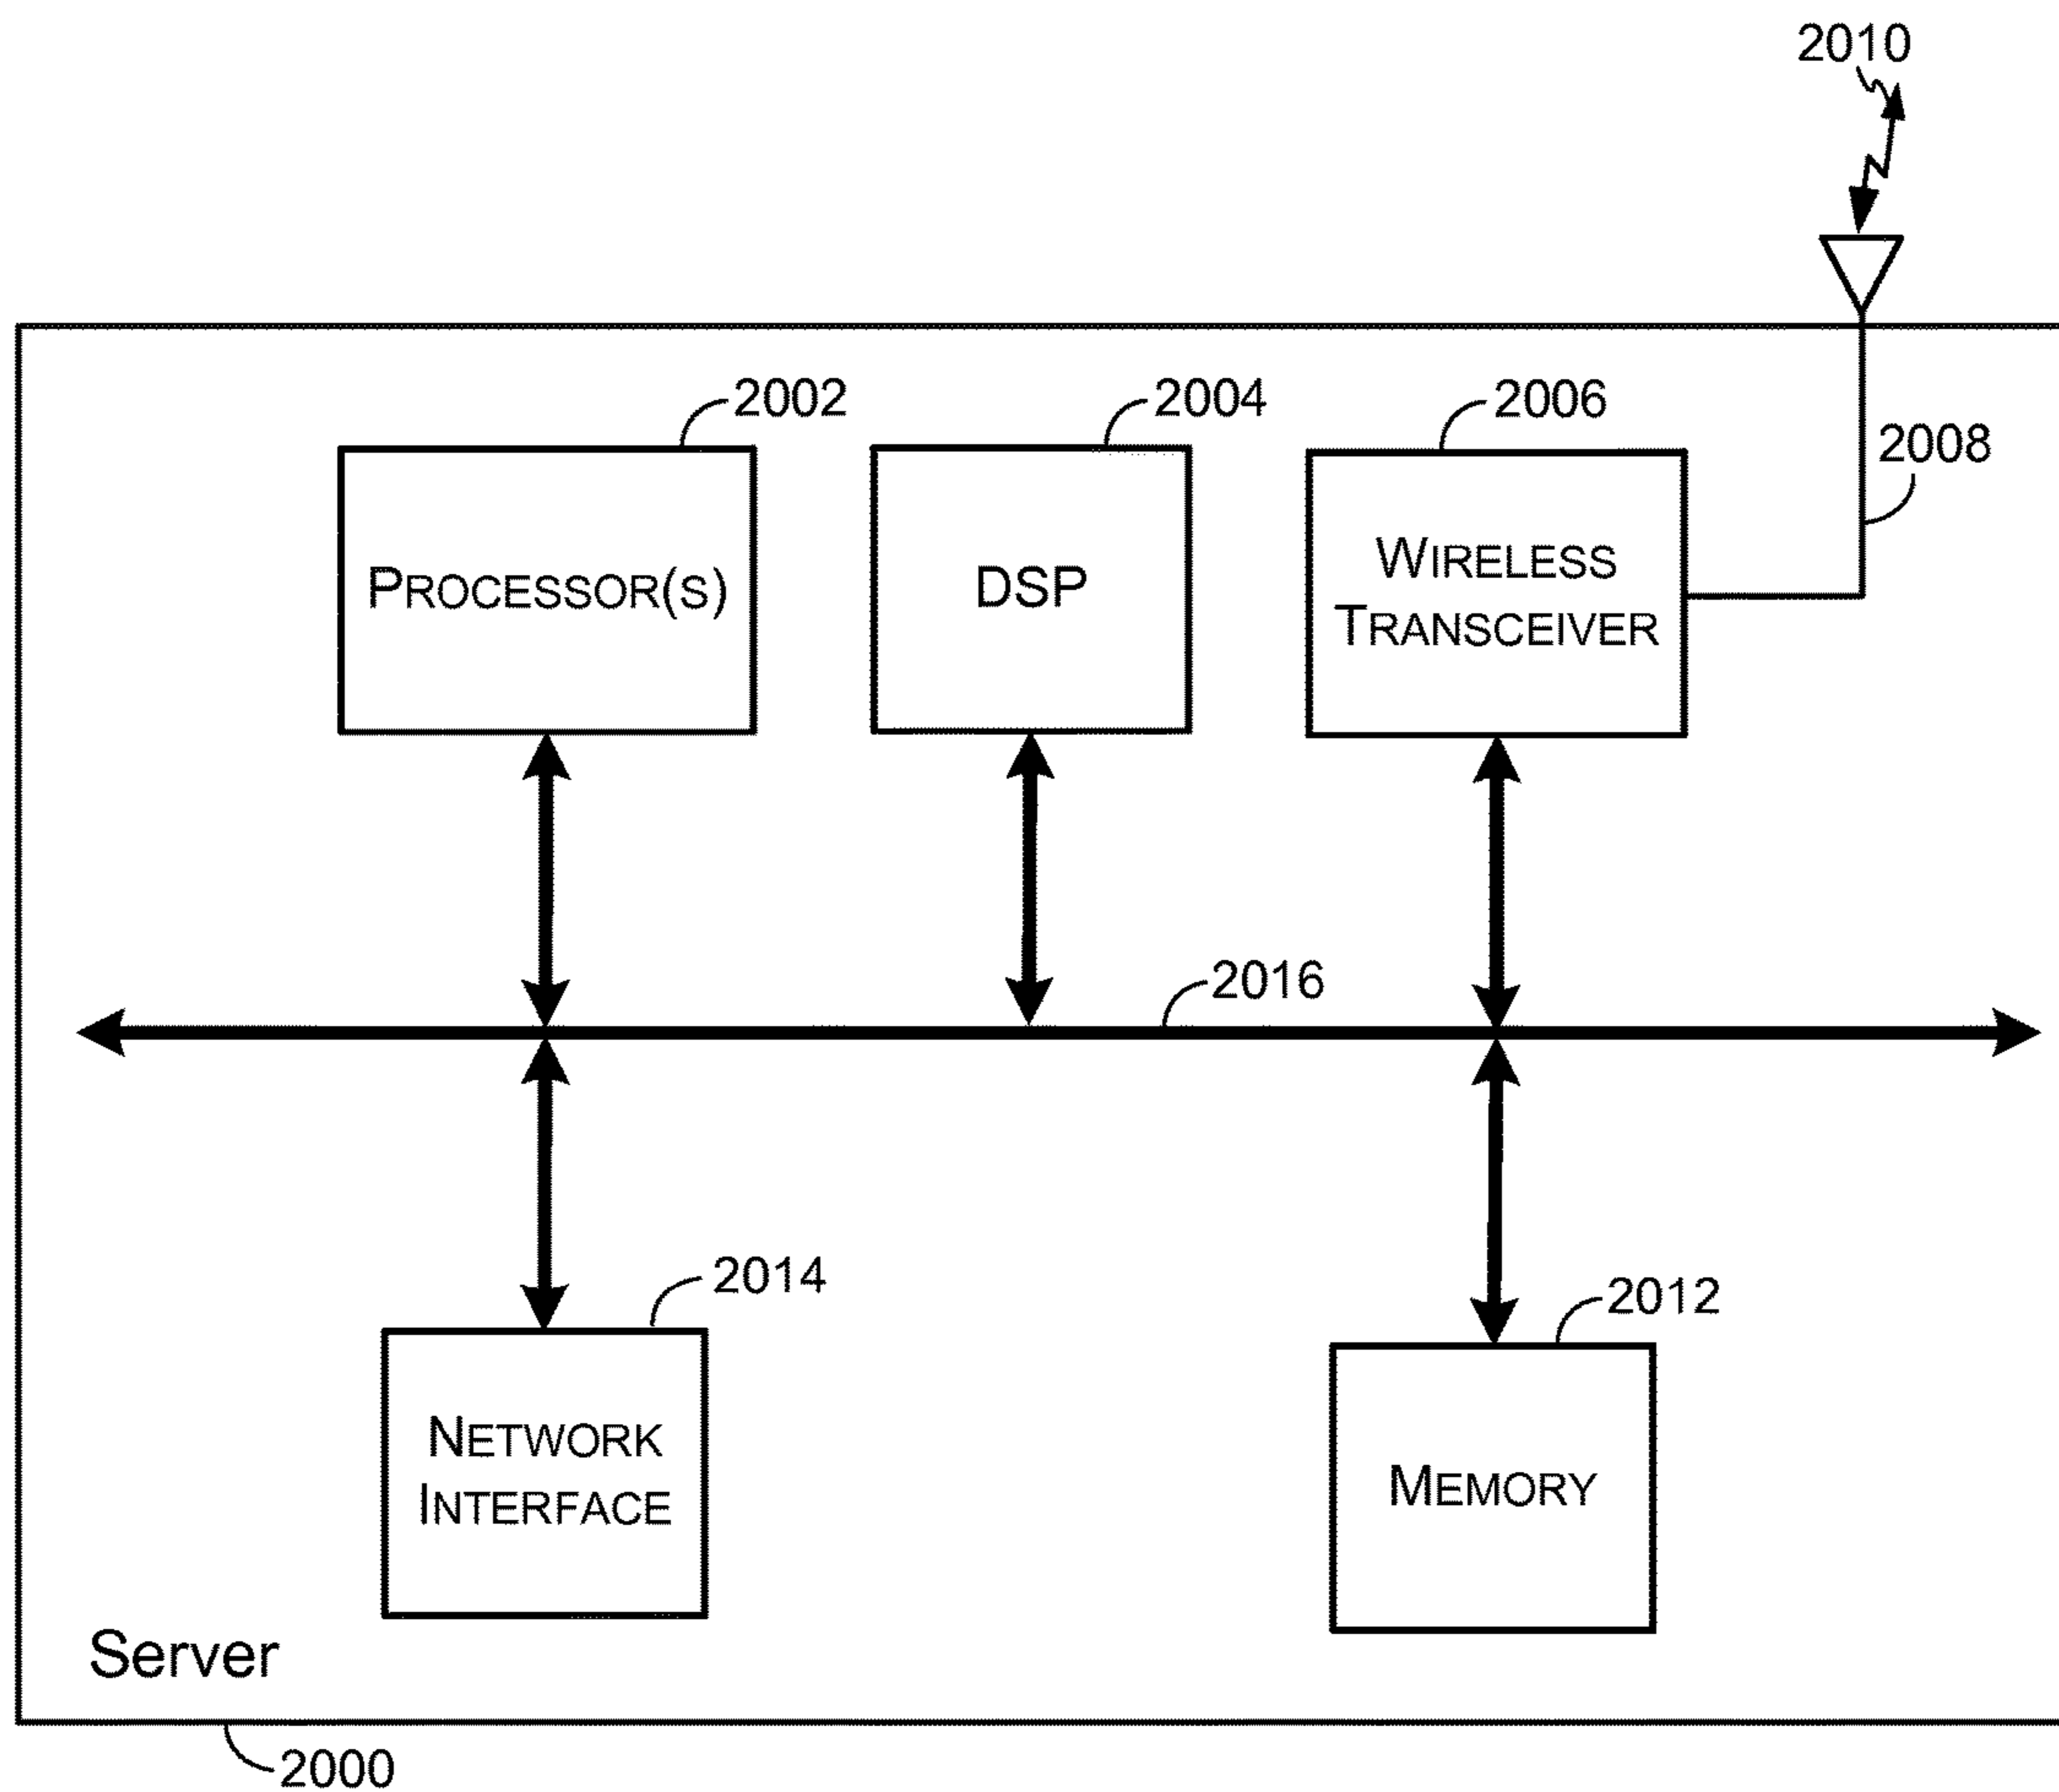 2010
2002
2004
2006
2008
PROCESSOR(S)
DSP
WIRELESS
TRANSCEIVER
2016
2014
2012
NETWORK
INTERFACE
MEMORY
Server
2000